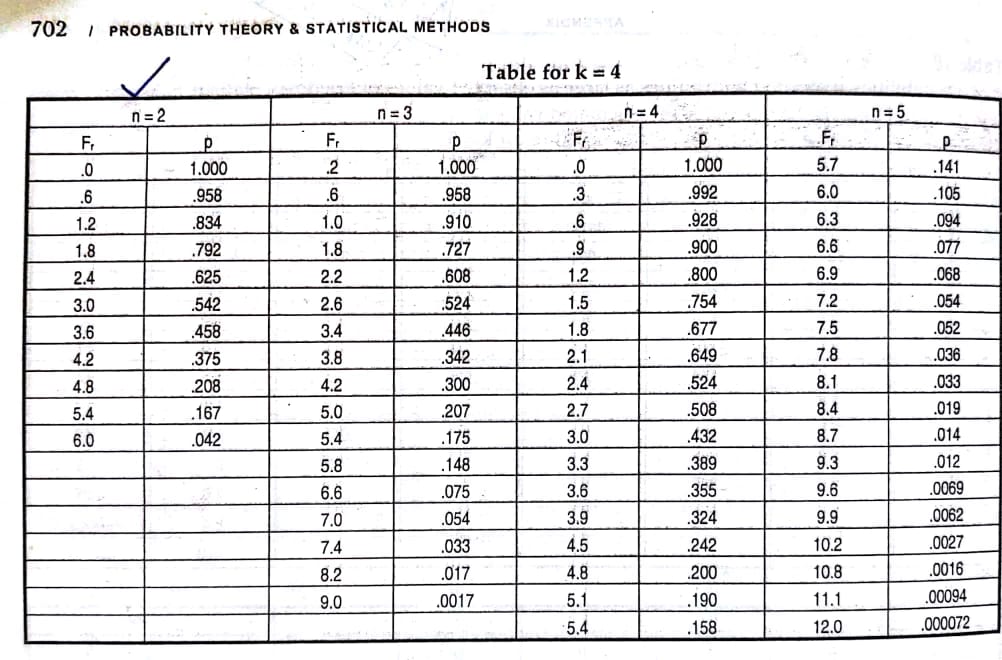 702 / PROBABILITY THEORY & STATISTICAL METHODS
Table for k = 4
n = 2 n = 3 n = 4 n = 5
Fr p Fr p Fr p Fr p
.0 1.000 .2 1.000 .0 1.000 5.7 .141
.6 .958 .6 .958 .3 .992 6.0 .105
1.2 .834 1.0 .910 .6 .928 6.3 .094
1.8 .792 1.8 .727 .9 .900 6.6 .077
2.4 .625 2.2 .608 1.2 .800 6.9 .068
3.0 .542 2.6 .524 1.5 .754 7.2 .054
3.6 .458 3.4 .446 1.8 .677 7.5 .052
4.2 .375 3.8 .342 2.1 .649 7.8 .036
4.8 .208 4.2 .300 2.4 .524 8.1 .033
5.4 .167 5.0 .207 2.7 .508 8.4 .019
6.0 .042 5.4 .175 3.0 .432 8.7 .014
5.8 .148 3.3 .389 9.3 .012
6.6 .075 3.6 .355 9.6 .0069
7.0 .054 3.9 .324 9.9 .0062
7.4 .033 4.5 .242 10.2 .0027
8.2 .017 4.8 .200 10.8 .0016
9.0 .0017 5.1 .190 11.1 .00094
5.4 .158 12.0 .000072